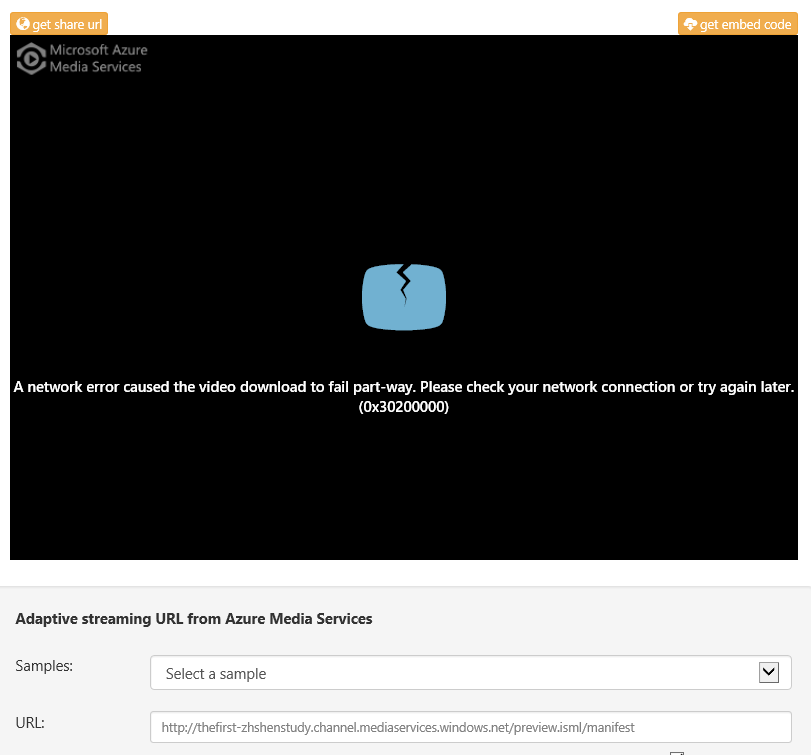 get share url
get embed code
Microsoft Azure
Media Services
A network error caused the video download to fail part-way. Please check your network connection or try again later.
(0x30200000)
Adaptive streaming URL from Azure Media Services
Samples:
Select a sample
URL:
http://thefirst-zhshenstudy.channel.mediaservices.windows.net/preview.isml/manifest